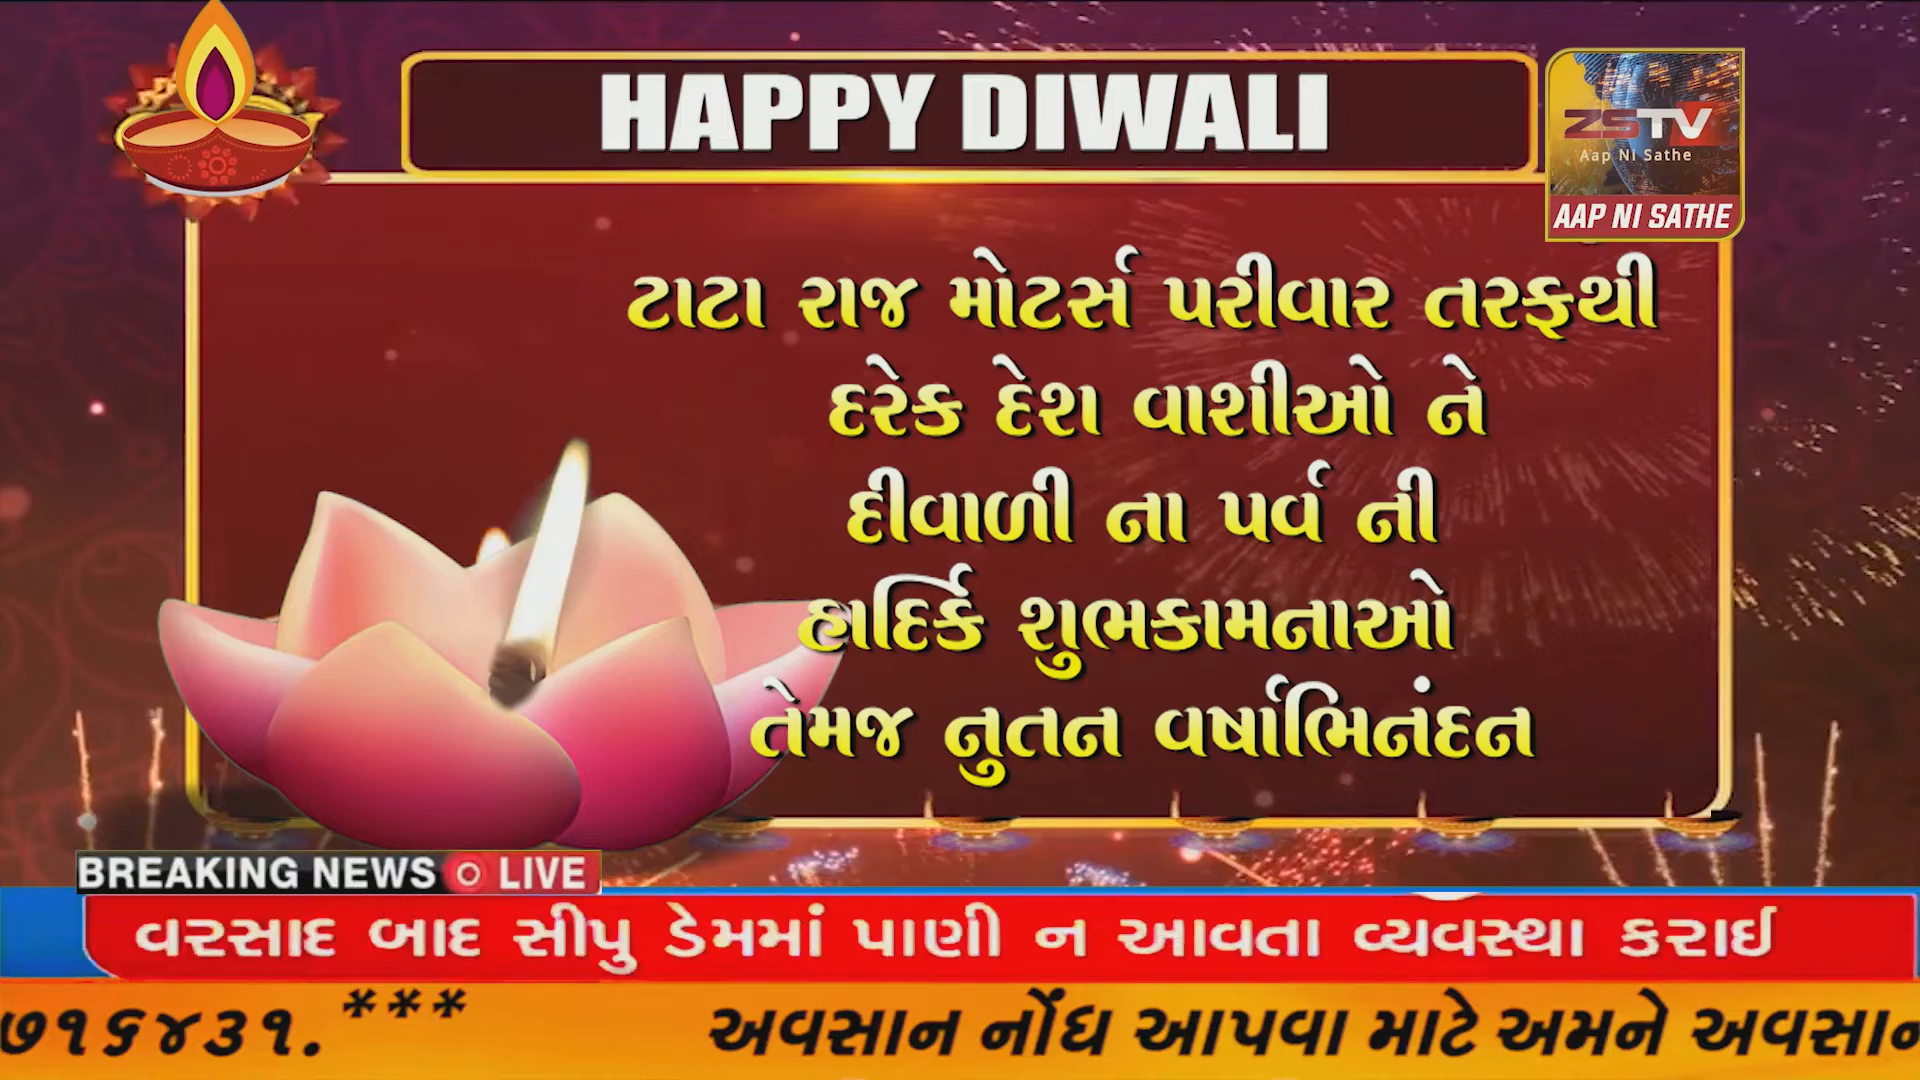 HAPPY DIWALI
ZSTV
Aap Ni Sathe
AAP NI SATHE
ટાટા રાજ મોટર્સ પરીવાર તરફથી
દરેક દેશ વાશીઓ ને
દીવાળી ના પર્વ ની
હાદિર્ક શુભકામનાઓ
તેમજ નુતન વર્ષાભિનંદન
BREAKING NEWS LIVE
વરસાદ બાદ સીપુ ડેમમાં પાણી ન આવતા વ્યવસ્થા કરાઈ
૭૧૬૪૩૧.*** અવસાન નોંધ આપવા માટે અમને અવસાન